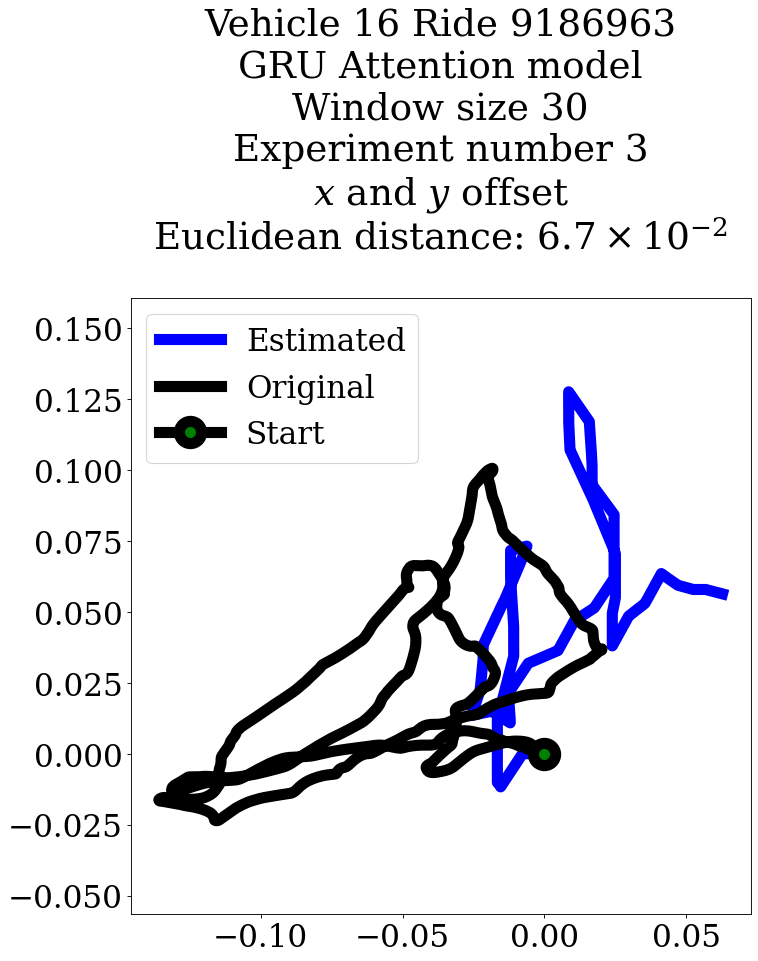 Vehicle 16 Ride 9186963
GRU Attention model
Window size 30
Experiment number 3
x and y offset
Euclidean distance: 6.7 × 10⁻²
Estimated
Original
Start
0.150
0.125
0.100
0.075
0.050
0.025
0.000
−0.025
−0.050
−0.10 −0.05 0.00 0.05